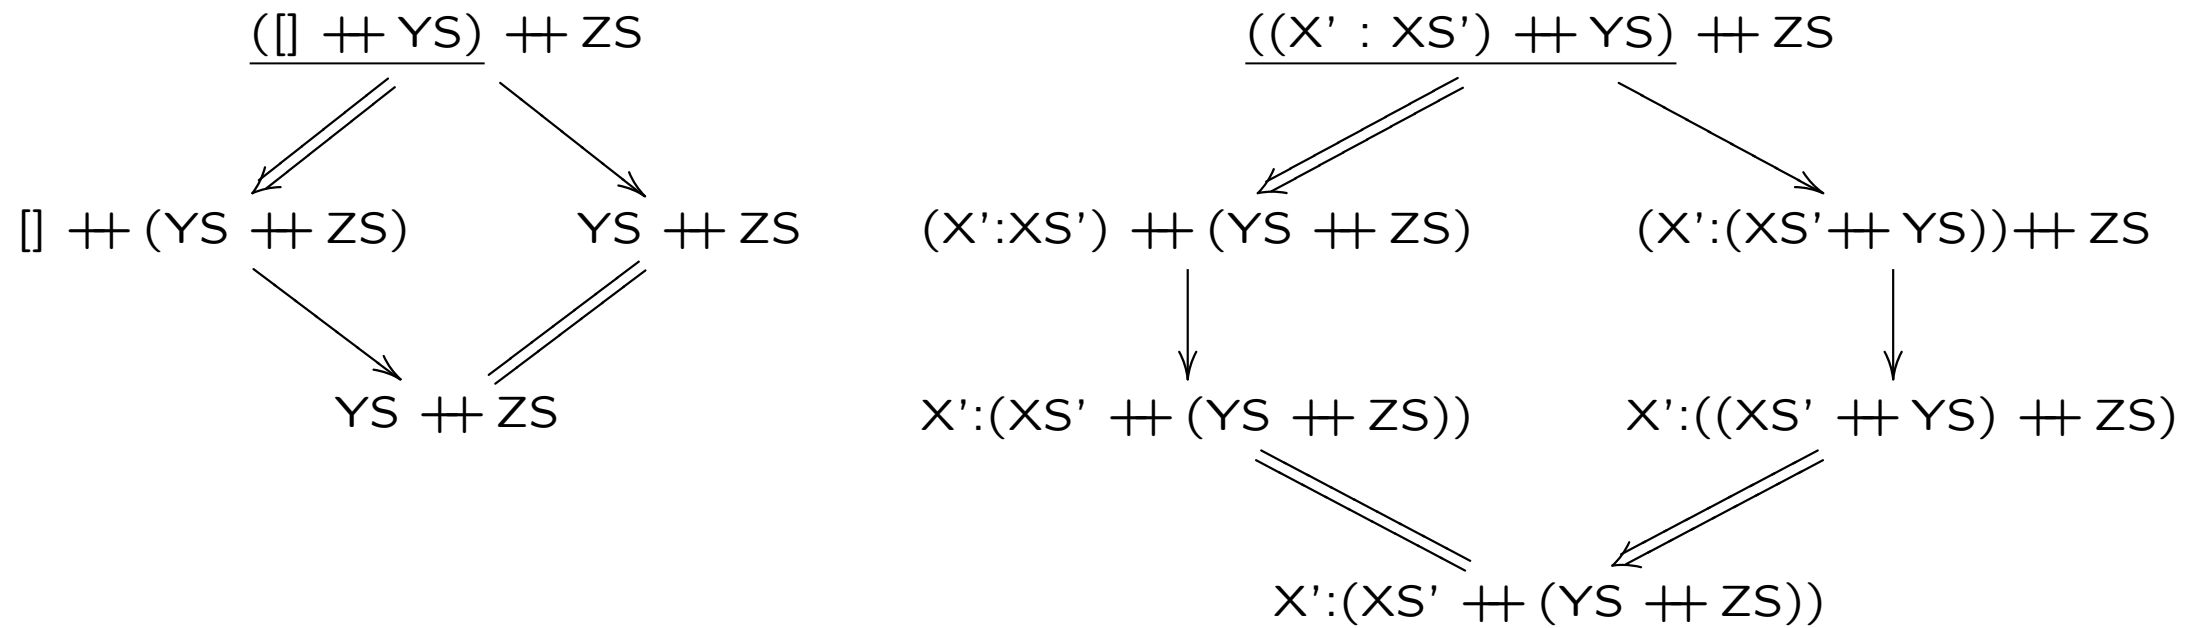 ([] ++ YS) ++ ZS
((X' : XS') ++ YS) ++ ZS
[] ++ (YS ++ ZS)
YS ++ ZS
(X':XS') ++ (YS ++ ZS)
(X':(XS'++ YS))++ ZS
YS ++ ZS
X':(XS' ++ (YS ++ ZS))
X':((XS' ++ YS) ++ ZS)
X':(XS' ++ (YS ++ ZS))